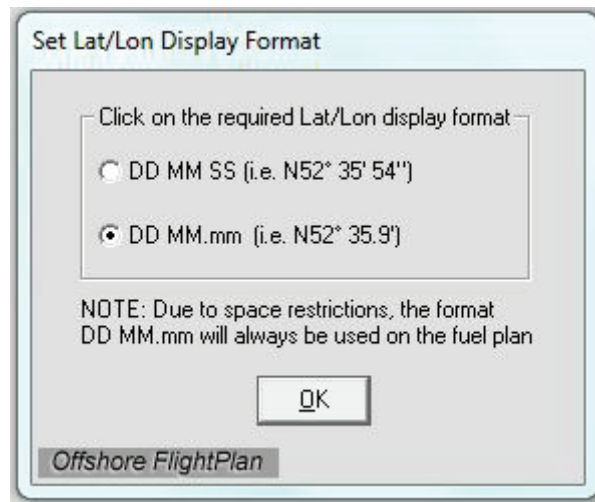 Set Lat/Lon Display Format
Click on the required Lat/Lon display format
DD MM SS (i.e. N52° 35' 54'')
DD MM.mm (i.e. N52° 35.9')
NOTE: Due to space restrictions, the format
DD MM.mm will always be used on the fuel plan
OK
Offshore FlightPlan